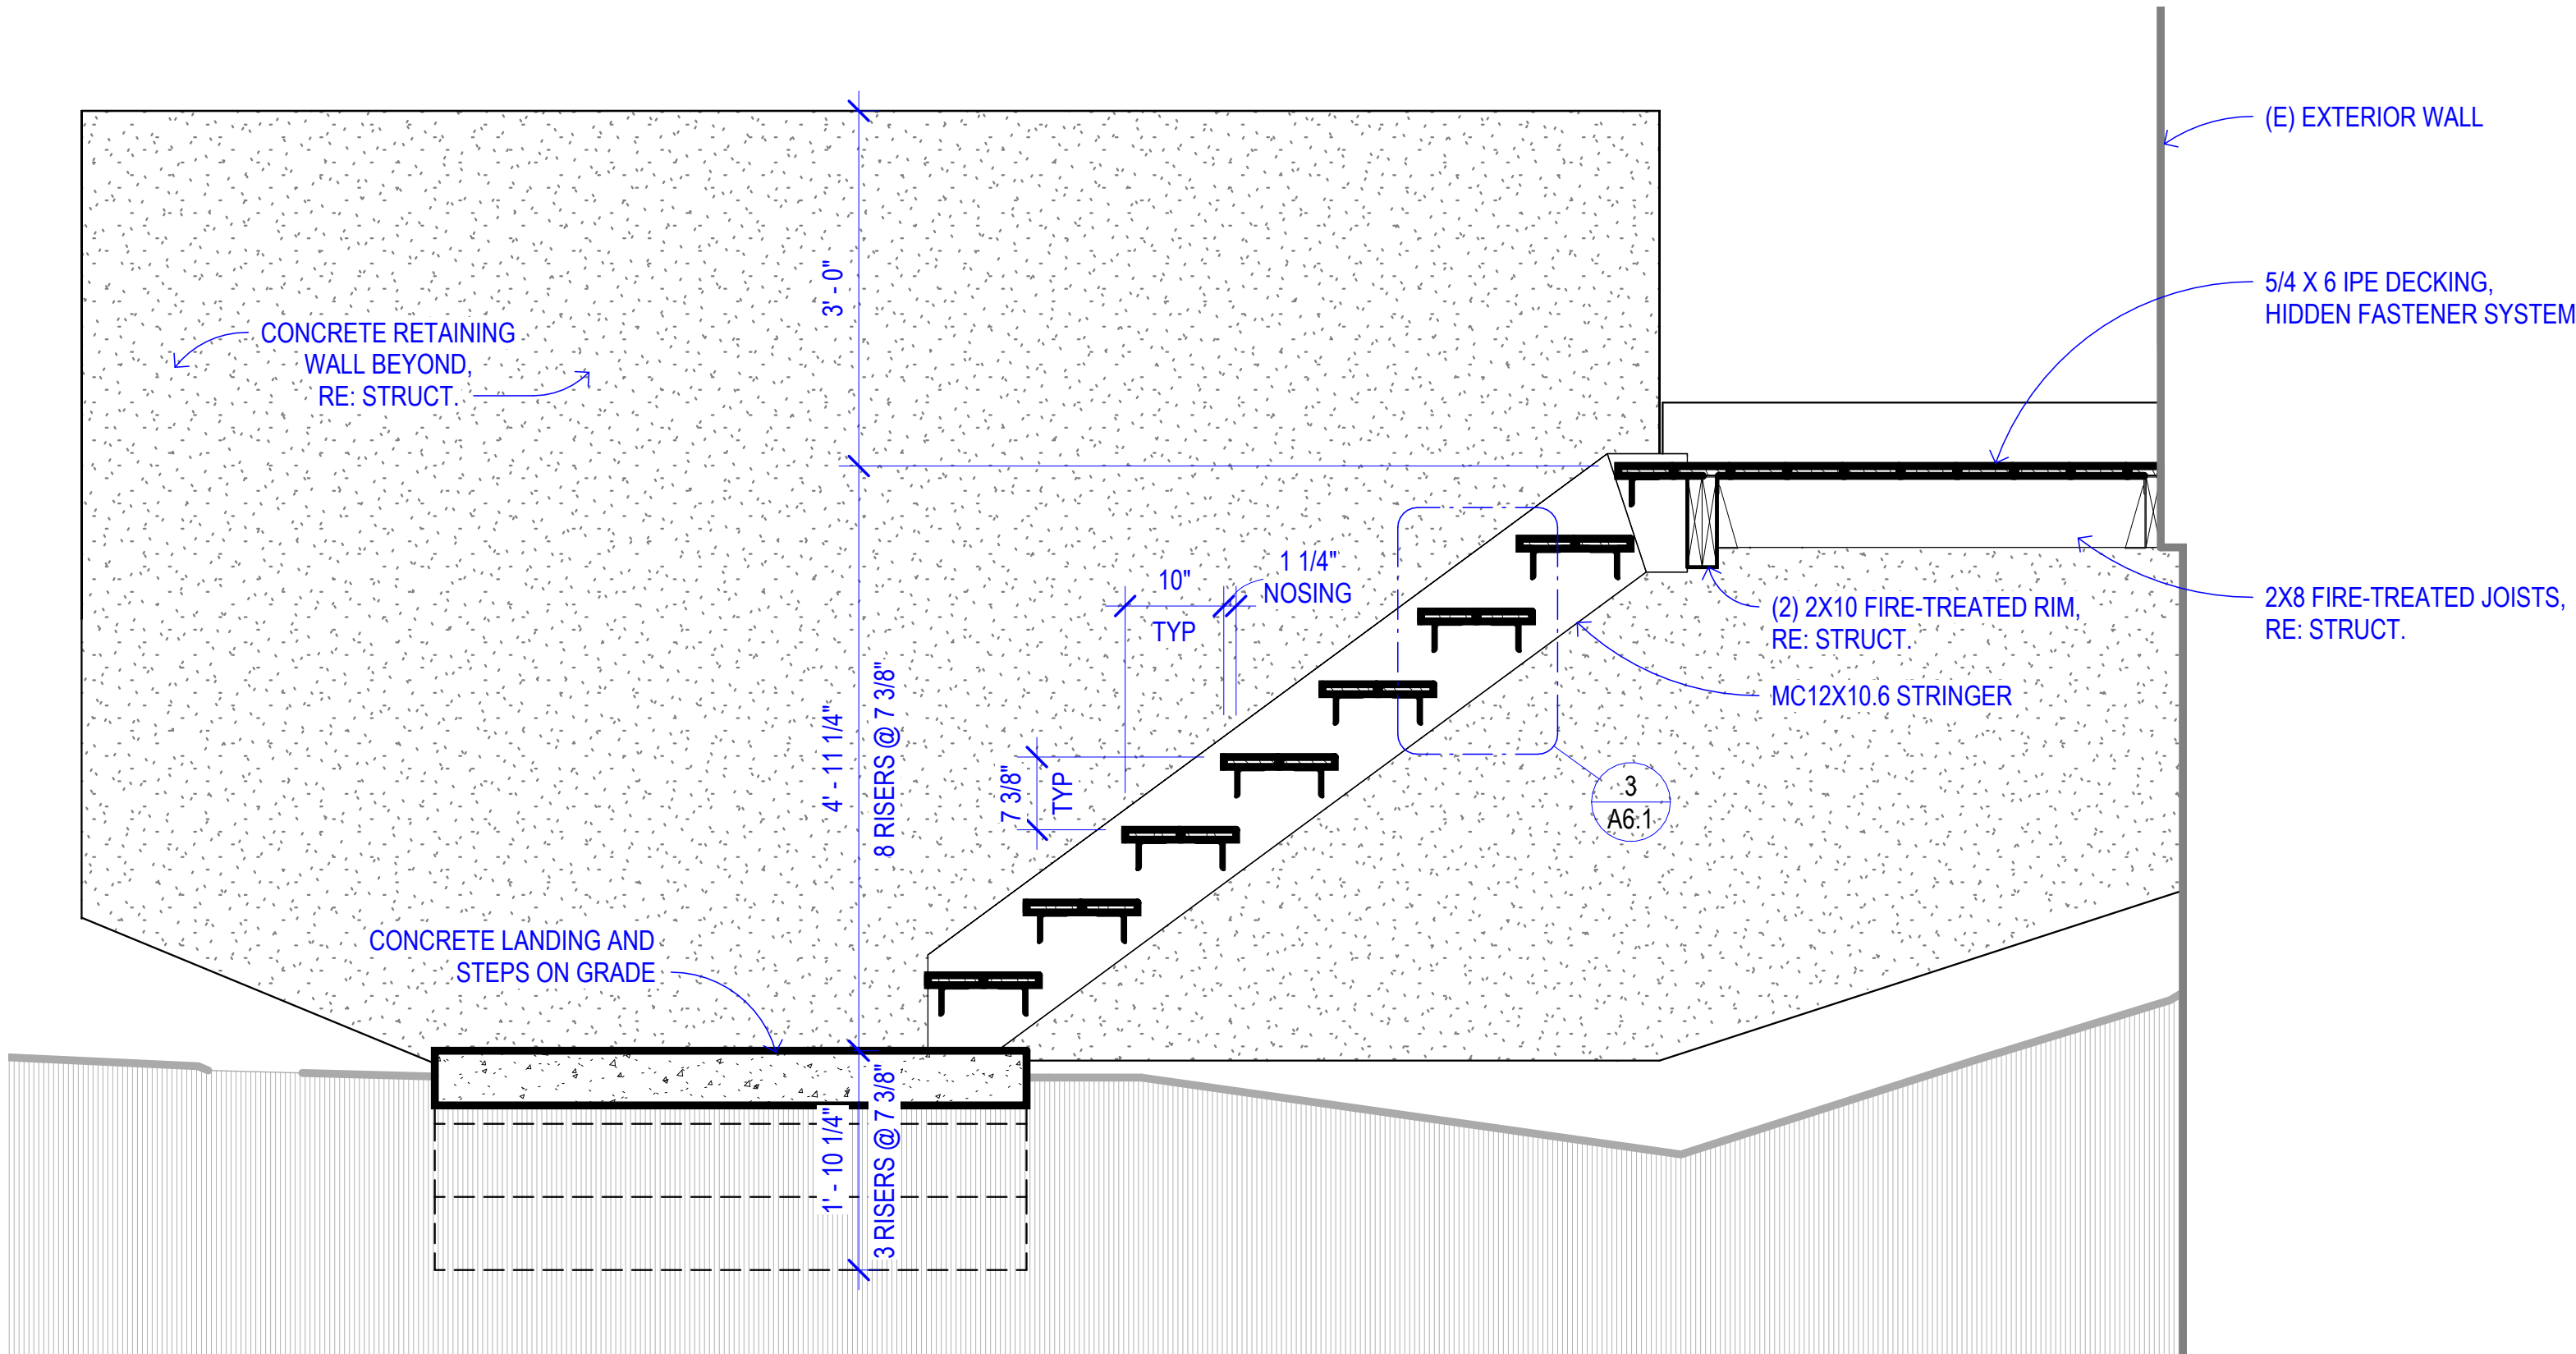 (E) EXTERIOR WALL
5/4 X 6 IPE DECKING,
HIDDEN FASTENER SYSTEM
3' - 0"
CONCRETE RETAINING
WALL BEYOND,
RE: STRUCT.
1 1/4"
NOSING
10"
TYP
(2) 2X10 FIRE-TREATED RIM,
RE: STRUCT.
2X8 FIRE-TREATED JOISTS,
RE: STRUCT.
MC12X10.6 STRINGER
4' - 11 1/4"
8 RISERS @ 7 3/8"
7 3/8"
TYP
3
A6.1
CONCRETE LANDING AND
STEPS ON GRADE
1' - 10 1/4"
3 RISERS @ 7 3/8"